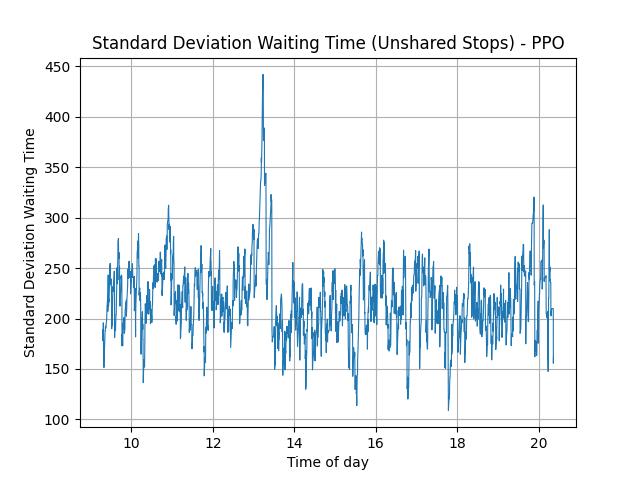 Standard Deviation Waiting Time (Unshared Stops) - PPO
Standard Deviation Waiting Time
450
400
350
300
250
200
150
100
10 12 14 16 18 20
Time of day